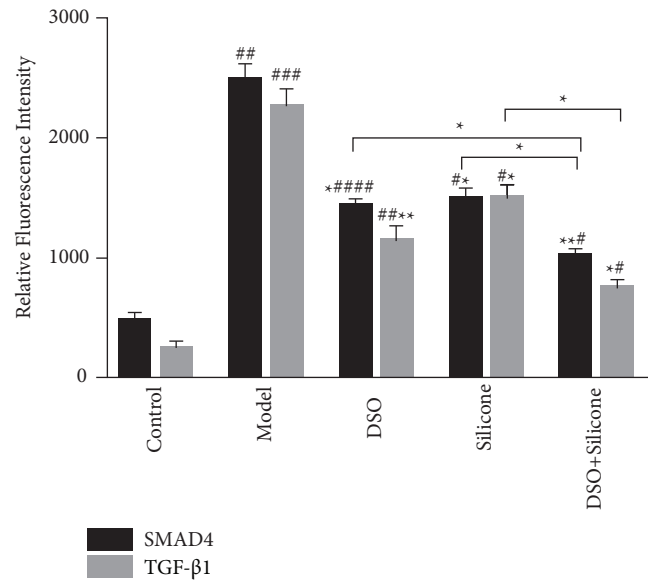 Relative Fluorescence Intensity
3000
2000
1000
0
##
###
*####
##**
#*
#*
**#
*#
*
*
*
Control
Model
DSO
Silicone
DSO+Silicone
SMAD4
TGF-β1